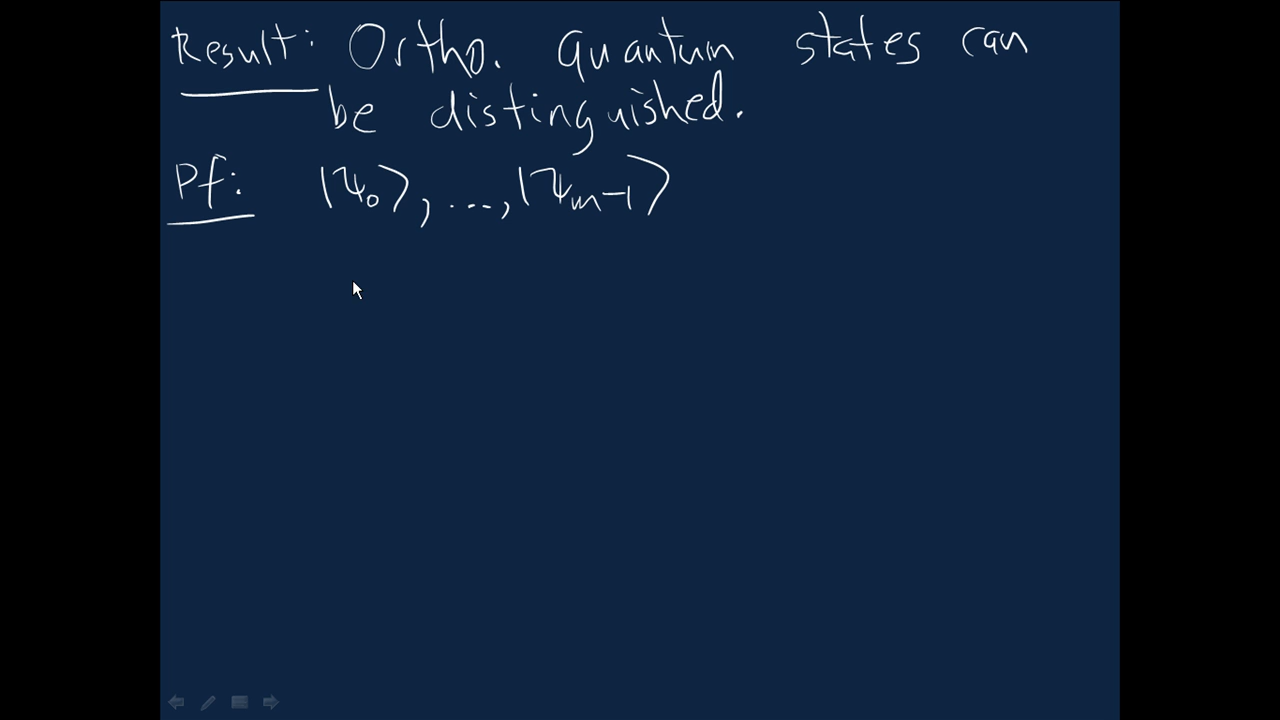 Result: Ortho. quantum states can
be distinguished.
Pf: |ψ₀⟩, ..., |ψₘ₋₁⟩